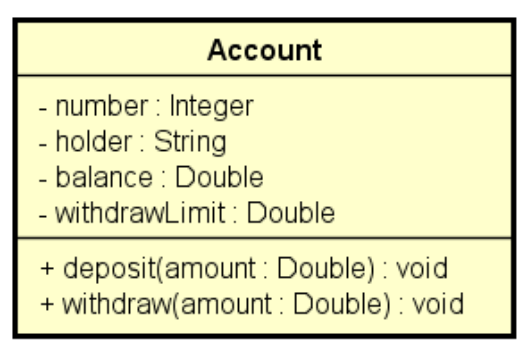 Account
- number : Integer
- holder : String
- balance : Double
- withdrawLimit : Double
+ deposit(amount : Double) : void
+ withdraw(amount : Double) : void